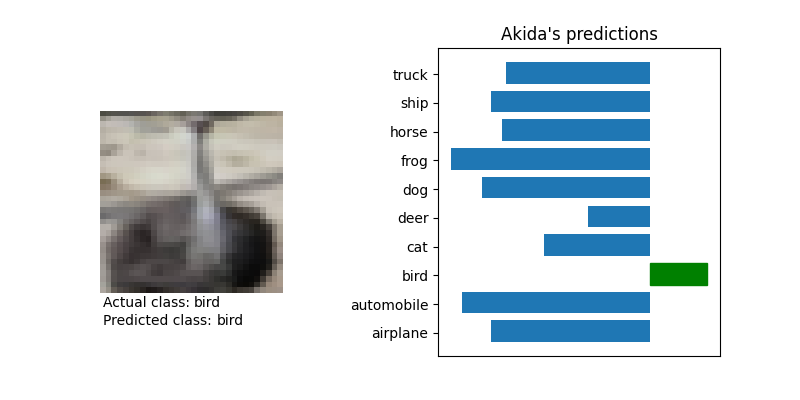 Akida's predictions
truck
ship
horse
frog
dog
deer
cat
bird
automobile
airplane
Actual class: bird
Predicted class: bird